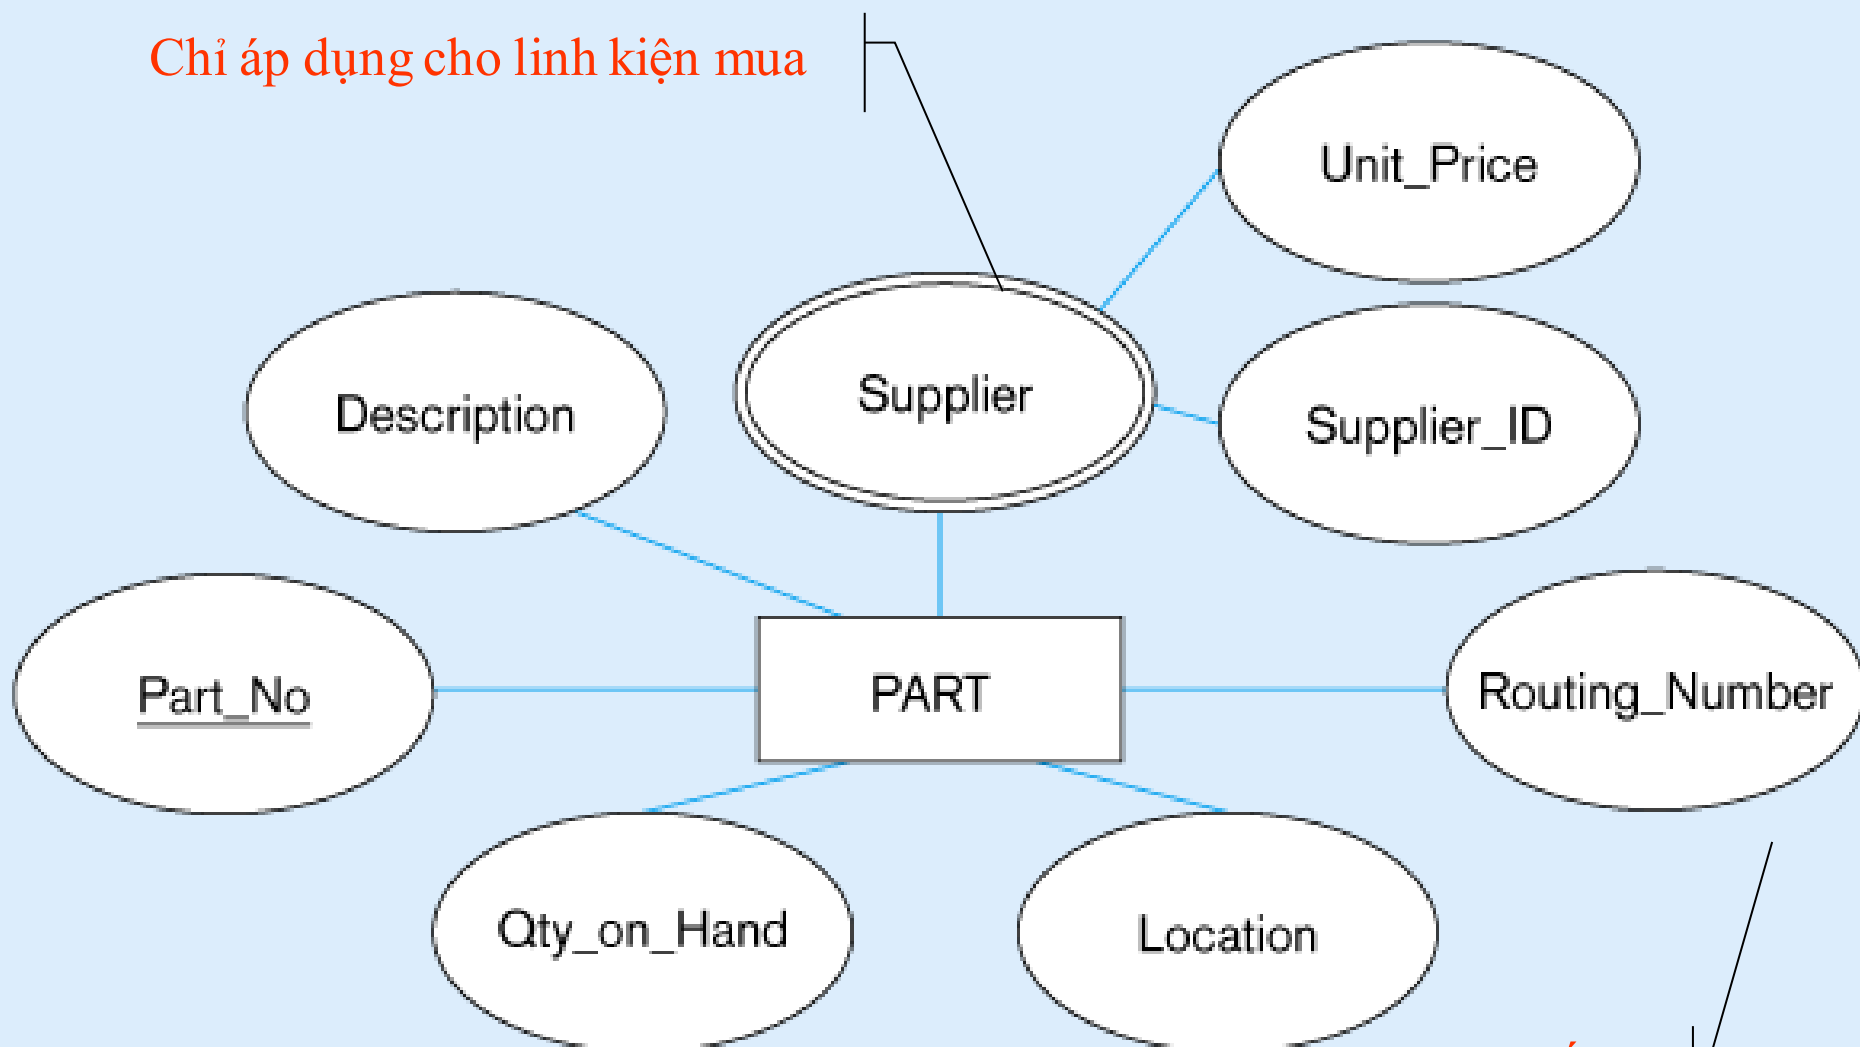 Chỉ áp dụng cho linh kiện mua
Unit_Price
Supplier
Description
Supplier_ID
Part_No
PART
Routing_Number
Qty_on_Hand
Location